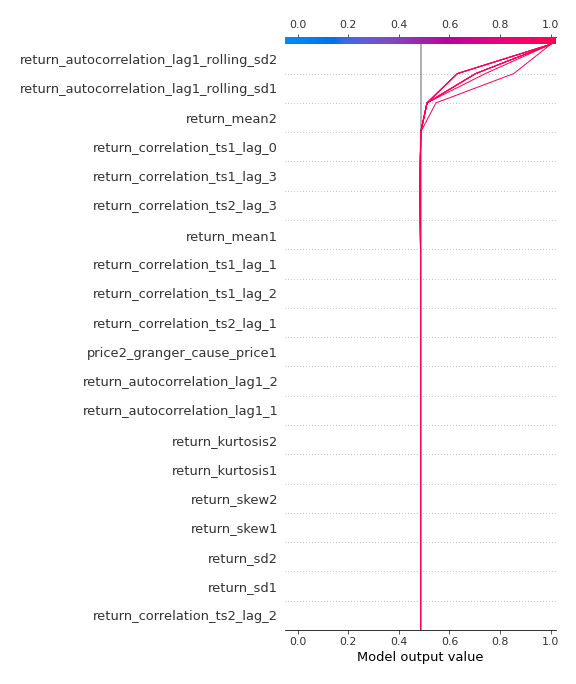 0.0 0.2 0.4 0.6 0.8 1.0
return_autocorrelation_lag1_rolling_sd2
return_autocorrelation_lag1_rolling_sd1
return_mean2
return_correlation_ts1_lag_0
return_correlation_ts1_lag_3
return_correlation_ts2_lag_3
return_mean1
return_correlation_ts1_lag_1
return_correlation_ts1_lag_2
return_correlation_ts2_lag_1
price2_granger_cause_price1
return_autocorrelation_lag1_2
return_autocorrelation_lag1_1
return_kurtosis2
return_kurtosis1
return_skew2
return_skew1
return_sd2
return_sd1
return_correlation_ts2_lag_2
0.0 0.2 0.4 0.6 0.8 1.0
Model output value